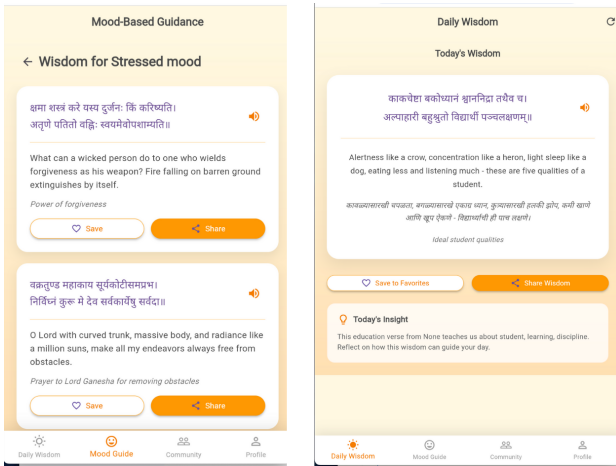 Mood-Based Guidance
← Wisdom for Stressed mood
क्षमा शस्त्रं करे यस्य दुर्जनः किं करिष्यति।
अतृणे पतितो वह्निः स्वयमेवोपशाम्यति॥
What can a wicked person do to one who wields
forgiveness as his weapon? Fire falling on barren ground
extinguishes by itself.
Power of forgiveness
Save
Share
वक्रतुण्ड महाकाय सूर्यकोटीसमप्रभ।
निर्विघ्नं कुरू मे देव सर्वकार्येषु सर्वदा॥
O Lord with curved trunk, massive body, and radiance like
a million suns, make all my endeavors always free from
obstacles.
Prayer to Lord Ganesha for removing obstacles
Save
Share
Daily Wisdom
Mood Guide
Community
Profile
Daily Wisdom
Today's Wisdom
काकचेष्टा बकोध्यानं श्वाननिद्रा तथैव च।
अल्पाहारी बहुश्रुतो विद्यार्थी पञ्चलक्षणम्॥
Alertness like a crow, concentration like a heron, light sleep like a
dog, eating less and listening much - these are five qualities of a
student.
कावळ्यासारखी चपळता, बगळ्यासारखे एकाग्र ध्यान, कुत्र्यासारखी हलकी झोप, कमी खाणे
आणि खूप ऐकणे - विद्यार्थ्याची ही पाच लक्षणे।
Ideal student qualities
Save to Favorites
Share Wisdom
Today's Insight
This education verse from None teaches us about student, learning, discipline.
Reflect on how this wisdom can guide your day.
Daily Wisdom
Mood Guide
Community
Profile